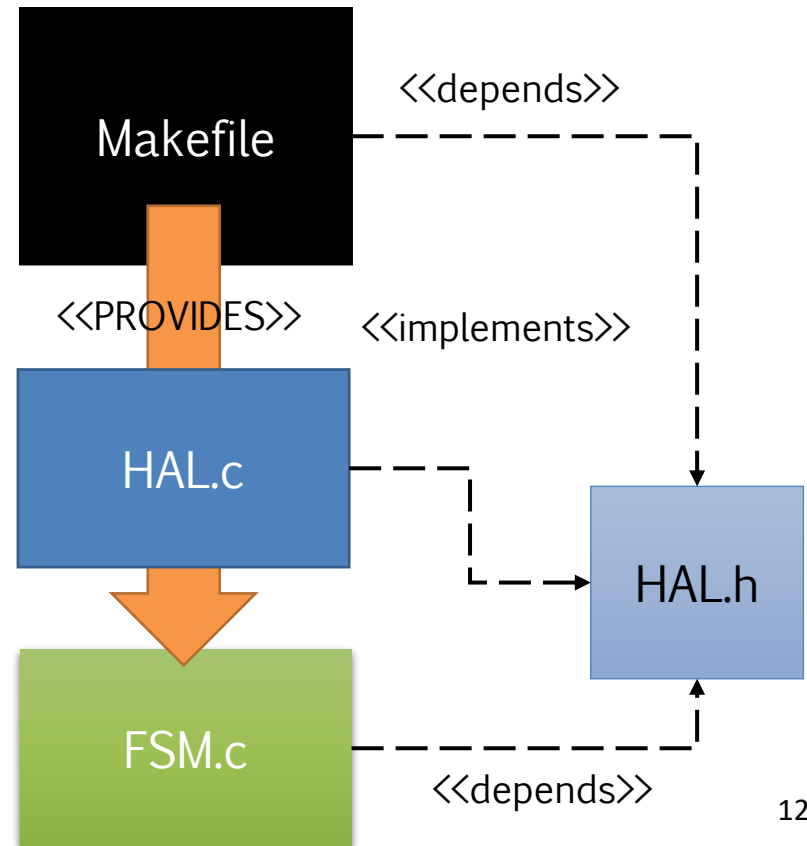 <<depends>>
Makefile
<<PROVIDES>>
<<implements>>
HAL.c
HAL.h
FSM.c
<<depends>>
12